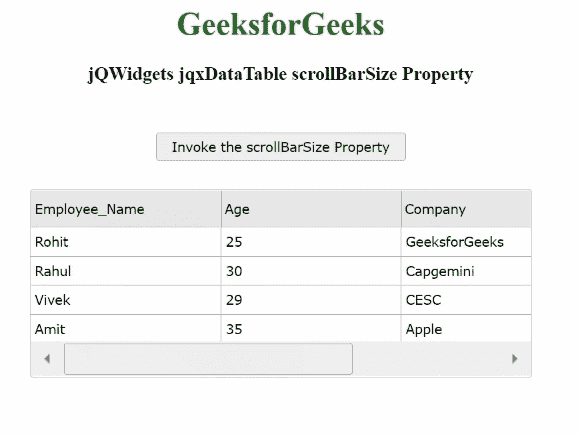 GeeksforGeeks
jQWidgets jqxDataTable scrollBarSize Property
Invoke the scrollBarSize Property
Employee_Name Age Company
Rohit 25 GeeksforGeeks
Rahul 30 Capgemini
Vivek 29 CESC
Amit 35 Apple